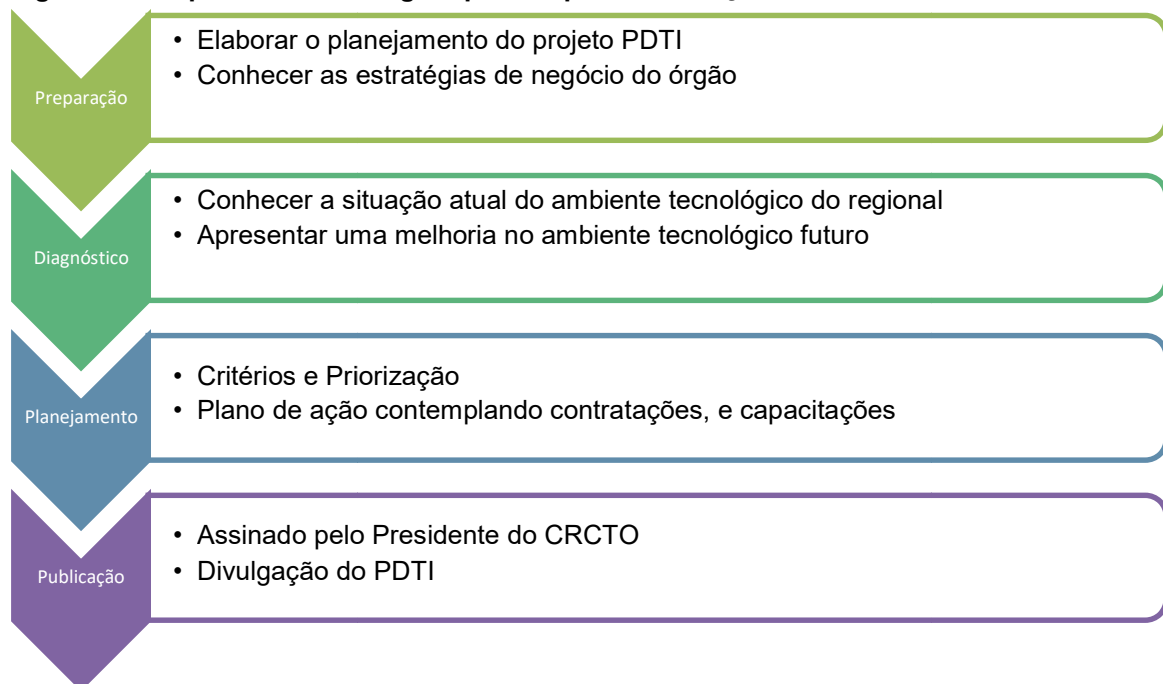 Preparação
• Elaborar o planejamento do projeto PDTI
• Conhecer as estratégias de negócio do órgão
Diagnóstico
• Conhecer a situação atual do ambiente tecnológico do regional
• Apresentar uma melhoria no ambiente tecnológico futuro
Planejamento
• Critérios e Priorização
• Plano de ação contemplando contratações, e capacitações
Publicação
• Assinado pelo Presidente do CRCTO
• Divulgação do PDTI